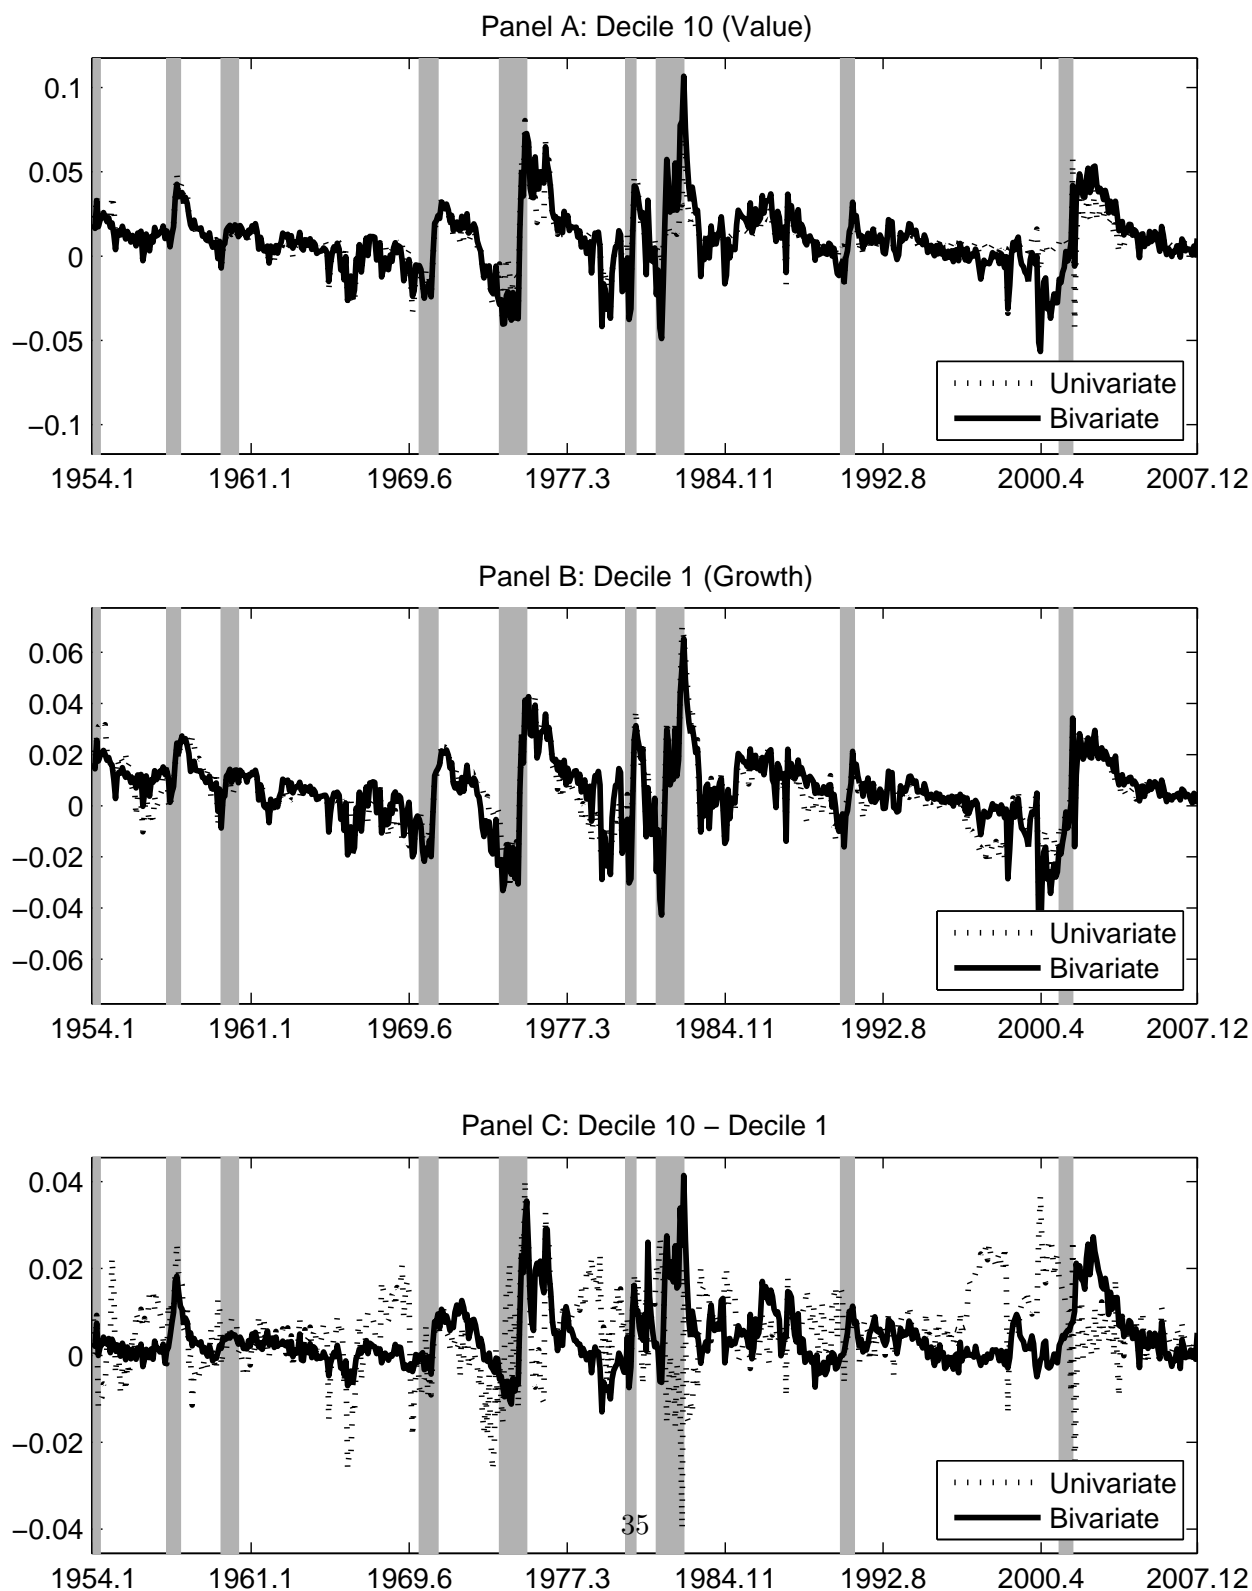 Panel A: Decile 10 (Value)
0.1
0.05
0
−0.05
−0.1
Univariate
Bivariate
1954.1 1961.1 1969.6 1977.3 1984.11 1992.8 2000.4 2007.12
Panel B: Decile 1 (Growth)
0.06
0.04
0.02
0
−0.02
−0.04
−0.06
Univariate
Bivariate
1954.1 1961.1 1969.6 1977.3 1984.11 1992.8 2000.4 2007.12
Panel C: Decile 10 − Decile 1
0.04
0.02
0
−0.02
−0.04
Univariate
Bivariate
35
1954.1 1961.1 1969.6 1977.3 1984.11 1992.8 2000.4 2007.12